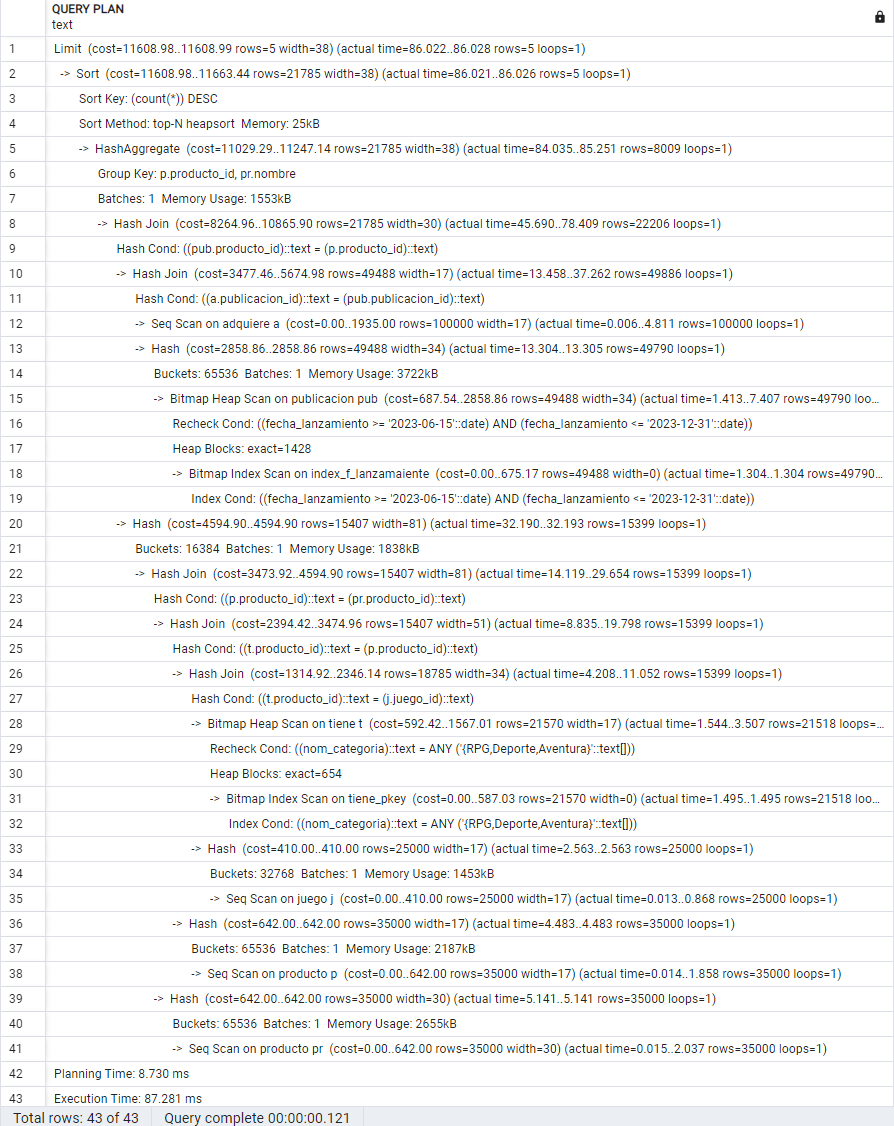 QUERY PLAN
text
1 Limit (cost=11608.98..11608.99 rows=5 width=38) (actual time=86.022..86.028 rows=5 loops=1)
2 -> Sort (cost=11608.98..11663.44 rows=21785 width=38) (actual time=86.021..86.026 rows=5 loops=1)
3 Sort Key: (count(*)) DESC
4 Sort Method: top-N heapsort Memory: 25kB
5 -> HashAggregate (cost=11029.29..11247.14 rows=21785 width=38) (actual time=84.035..85.251 rows=8009 loops=1)
6 Group Key: p.producto_id, pr.nombre
7 Batches: 1 Memory Usage: 1553kB
8 -> Hash Join (cost=8264.96..10865.90 rows=21785 width=30) (actual time=45.690..78.409 rows=22206 loops=1)
9 Hash Cond: ((pub.producto_id)::text = (p.producto_id)::text)
10 -> Hash Join (cost=3477.46..5674.98 rows=49488 width=17) (actual time=13.458..37.262 rows=49886 loops=1)
11 Hash Cond: ((a.publicacion_id)::text = (pub.publicacion_id)::text)
12 -> Seq Scan on adquiere a (cost=0.00..1935.00 rows=100000 width=17) (actual time=0.006..4.811 rows=100000 loops=1)
13 -> Hash (cost=2858.86..2858.86 rows=49488 width=34) (actual time=13.304..13.305 rows=49790 loops=1)
14 Buckets: 65536 Batches: 1 Memory Usage: 3722kB
15 -> Bitmap Heap Scan on publicacion pub (cost=687.54..2858.86 rows=49488 width=34) (actual time=1.413..7.407 rows=49790 loo...
16 Recheck Cond: ((fecha_lanzamiento >= '2023-06-15'::date) AND (fecha_lanzamiento <= '2023-12-31'::date))
17 Heap Blocks: exact=1428
18 -> Bitmap Index Scan on index_f_lanzamaiente (cost=0.00..675.17 rows=49488 width=0) (actual time=1.304..1.304 rows=49790...
19 Index Cond: ((fecha_lanzamiento >= '2023-06-15'::date) AND (fecha_lanzamiento <= '2023-12-31'::date))
20 -> Hash (cost=4594.90..4594.90 rows=15407 width=81) (actual time=32.190..32.193 rows=15399 loops=1)
21 Buckets: 16384 Batches: 1 Memory Usage: 1838kB
22 -> Hash Join (cost=3473.92..4594.90 rows=15407 width=81) (actual time=14.119..29.654 rows=15399 loops=1)
23 Hash Cond: ((p.producto_id)::text = (pr.producto_id)::text)
24 -> Hash Join (cost=2394.42..3474.96 rows=15407 width=51) (actual time=8.835..19.798 rows=15399 loops=1)
25 Hash Cond: ((t.producto_id)::text = (p.producto_id)::text)
26 -> Hash Join (cost=1314.92..2346.14 rows=18785 width=34) (actual time=4.208..11.052 rows=15399 loops=1)
27 Hash Cond: ((t.producto_id)::text = (j.juego_id)::text)
28 -> Bitmap Heap Scan on tiene t (cost=592.42..1567.01 rows=21570 width=17) (actual time=1.544..3.507 rows=21518 loops=...
29 Recheck Cond: ((nom_categoria)::text = ANY ('{RPG,Deporte,Aventura}'::text[]))
30 Heap Blocks: exact=654
31 -> Bitmap Index Scan on tiene_pkey (cost=0.00..587.03 rows=21570 width=0) (actual time=1.495..1.495 rows=21518 loo...
32 Index Cond: ((nom_categoria)::text = ANY ('{RPG,Deporte,Aventura}'::text[]))
33 -> Hash (cost=410.00..410.00 rows=25000 width=17) (actual time=2.563..2.563 rows=25000 loops=1)
34 Buckets: 32768 Batches: 1 Memory Usage: 1453kB
35 -> Seq Scan on juego j (cost=0.00..410.00 rows=25000 width=17) (actual time=0.013..0.868 rows=25000 loops=1)
36 -> Hash (cost=642.00..642.00 rows=35000 width=17) (actual time=4.483..4.483 rows=35000 loops=1)
37 Buckets: 65536 Batches: 1 Memory Usage: 2187kB
38 -> Seq Scan on producto p (cost=0.00..642.00 rows=35000 width=17) (actual time=0.014..1.858 rows=35000 loops=1)
39 -> Hash (cost=642.00..642.00 rows=35000 width=30) (actual time=5.141..5.141 rows=35000 loops=1)
40 Buckets: 65536 Batches: 1 Memory Usage: 2655kB
41 -> Seq Scan on producto pr (cost=0.00..642.00 rows=35000 width=30) (actual time=0.015..2.037 rows=35000 loops=1)
42 Planning Time: 8.730 ms
43 Execution Time: 87.281 ms
Total rows: 43 of 43 Query complete 00:00:00.121